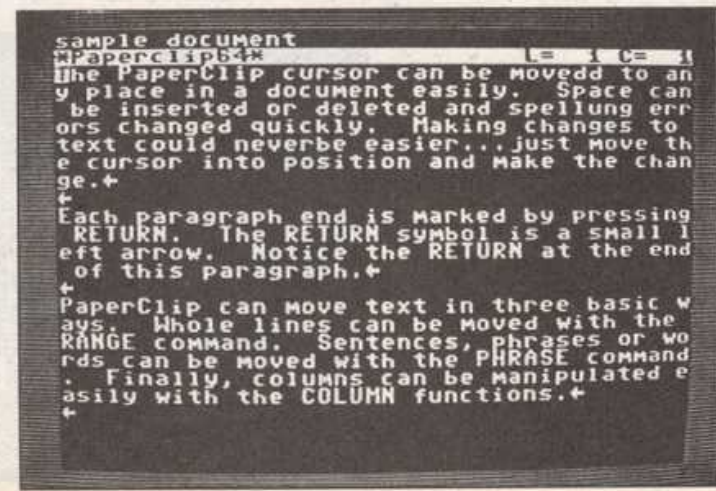 sample document
*Paperclip64* L= 1 C= 1
The PaperClip cursor can be movedd to an
y place in a document easily.  Space can
 be inserted or deleted and spellung err
ors changed quickly.  Making changes to
text could neverbe easier...just move th
e cursor into position and make the chan
ge.←
←
Each paragraph end is marked by pressing
 RETURN.  The RETURN symbol is a small l
eft arrow.  Notice the RETURN at the end
 of this paragraph.←
←
PaperClip can move text in three basic w
ays.  Whole lines can be moved with the
RANGE command.  Sentences, phrases or wo
rds can be moved with the PHRASE command
.  Finally, columns can be manipulated e
asily with the COLUMN functions.←
←